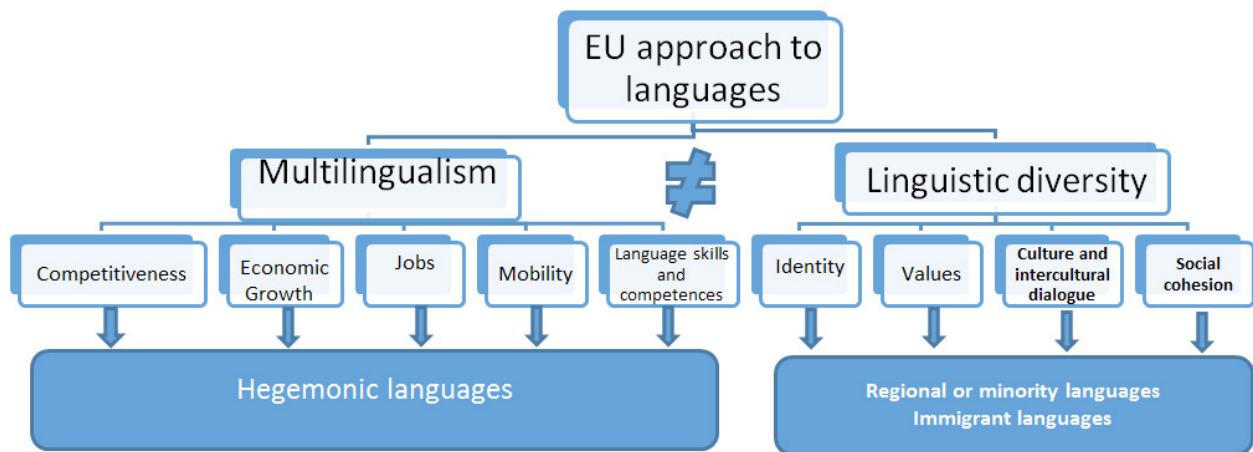 EU approach to
languages
Multilingualism
≠
Linguistic diversity
Competitiveness
Economic
Growth
Jobs
Mobility
Language skills
and
competences
Identity
Values
Culture and
intercultural
dialogue
Social
cohesion
Hegemonic languages
Regional or minority languages
Immigrant languages